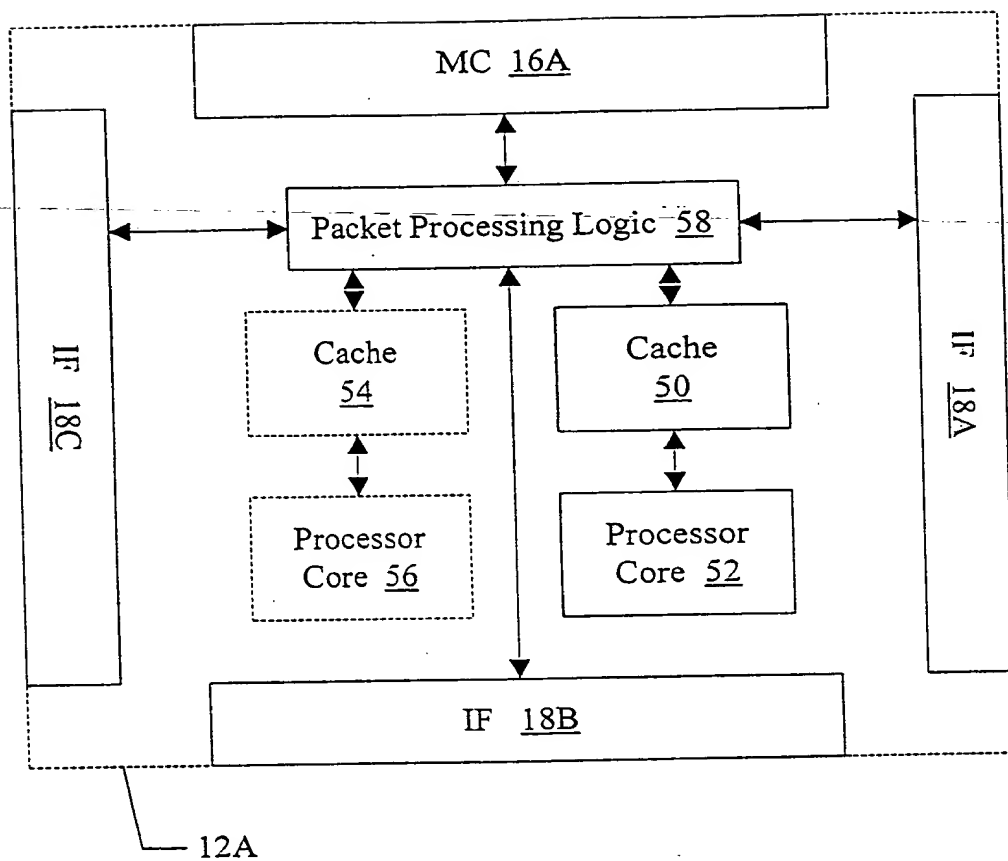 MC 16A
Packet Processing Logic 58
IF 18C
Cache
54
Cache
50
IF 18A
Processor
Core 56
Processor
Core 52
IF 18B
12A